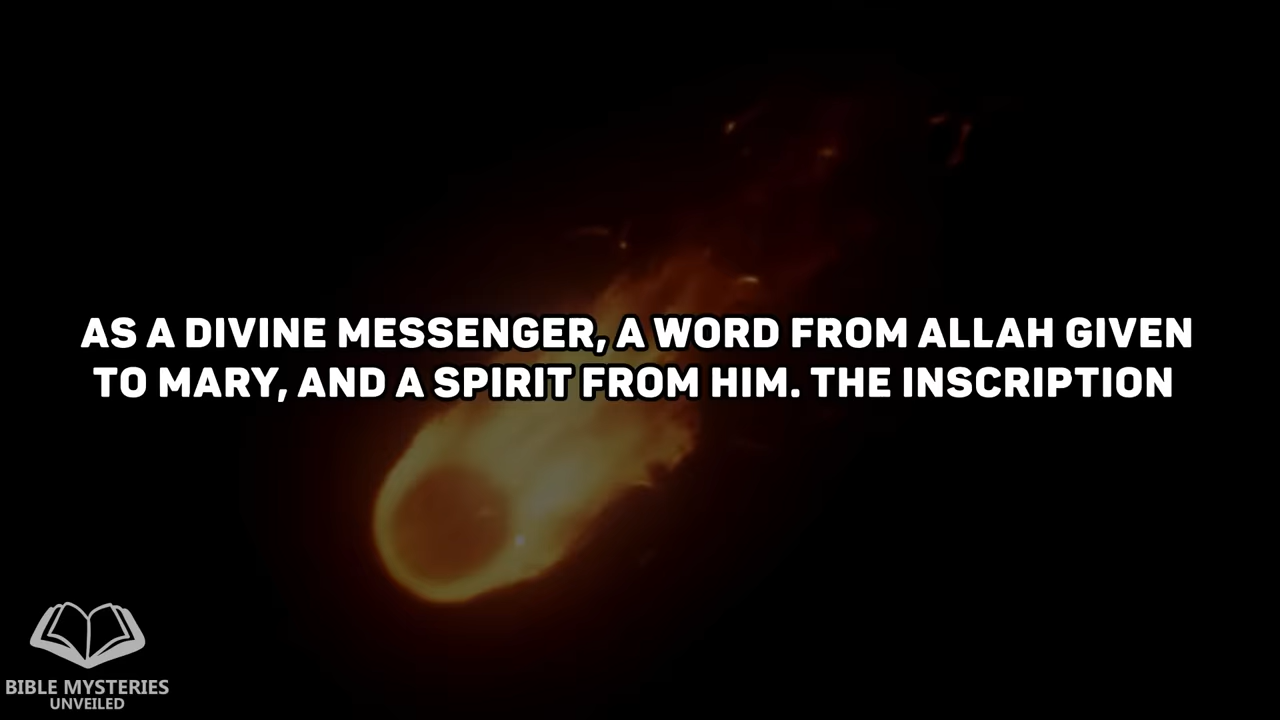 AS A DIVINE MESSENGER, A WORD FROM ALLAH GIVEN
TO MARY, AND A SPIRIT FROM HIM. THE INSCRIPTION
BIBLE MYSTERIES
UNVEILED